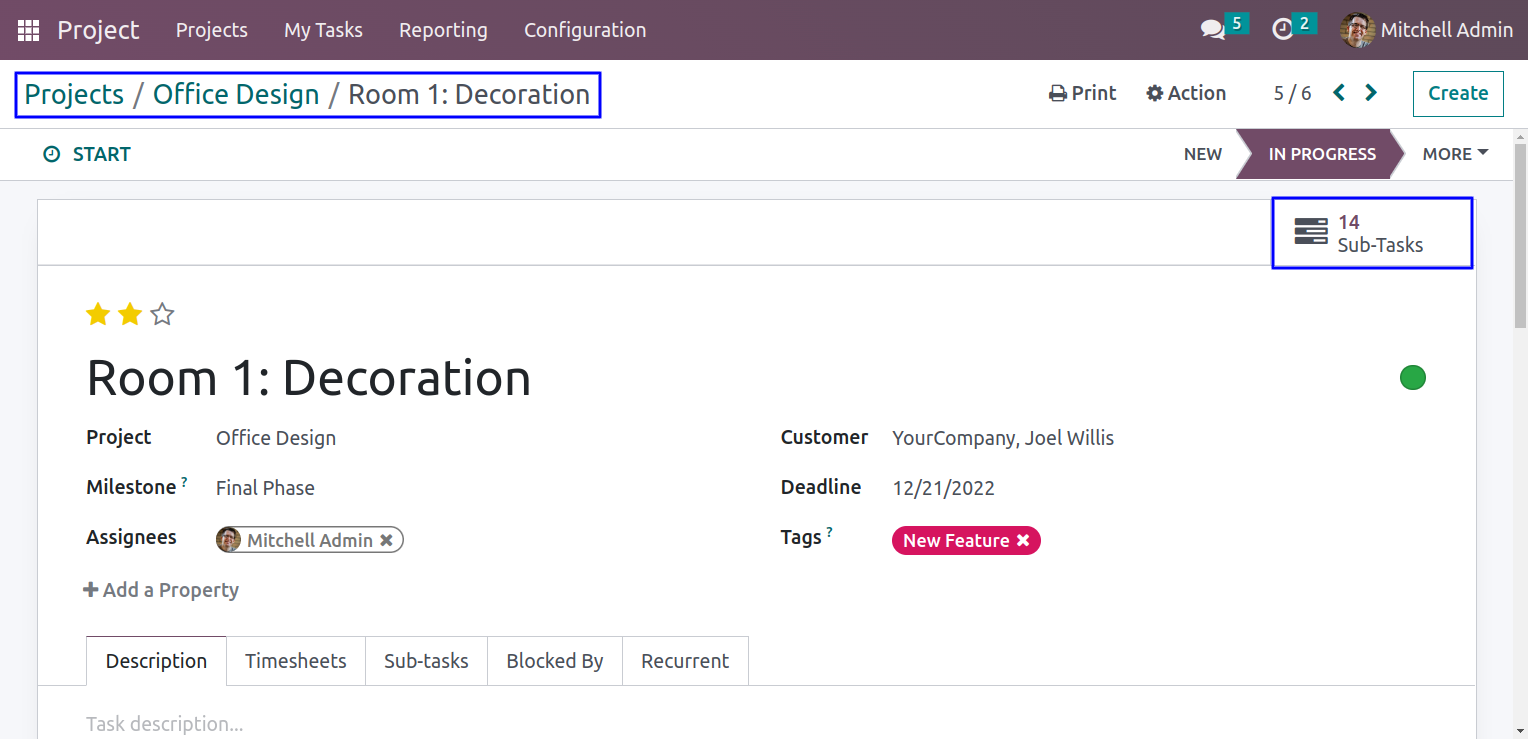 Project Projects My Tasks Reporting Configuration 5 2 Mitchell Admin
Projects / Office Design / Room 1: Decoration Print Action 5 / 6 Create
START NEW IN PROGRESS MORE
14
Sub-Tasks
Room 1: Decoration
Project Office Design Customer YourCompany, Joel Willis
Milestone ? Final Phase Deadline 12/21/2022
Assignees Mitchell Admin Tags ? New Feature
Add a Property
Description Timesheets Sub-tasks Blocked By Recurrent
Task description...